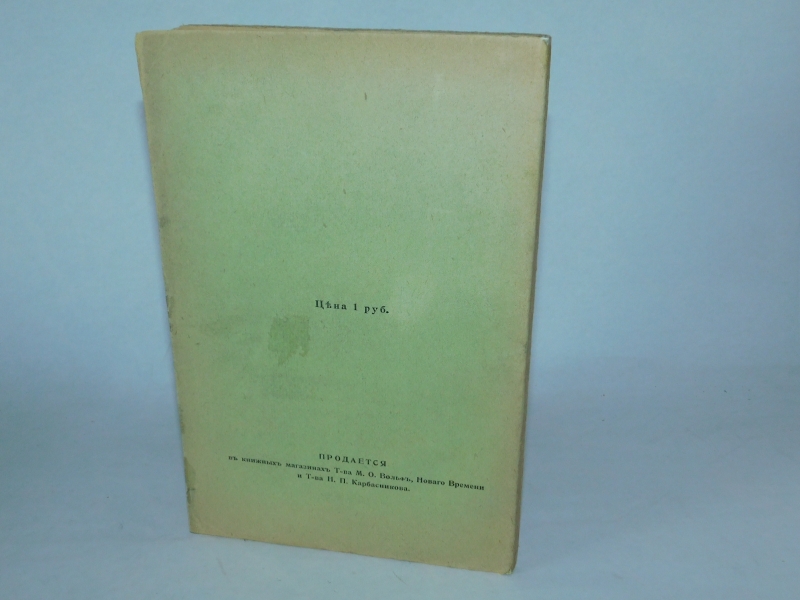 Цѣна 1 руб.
ПРОДАЕТСЯ
въ книжныхъ магазинахъ Т-ва М. О. Вольфъ, Новаго Времени
и Т-ва Н. П. Карбасникова.